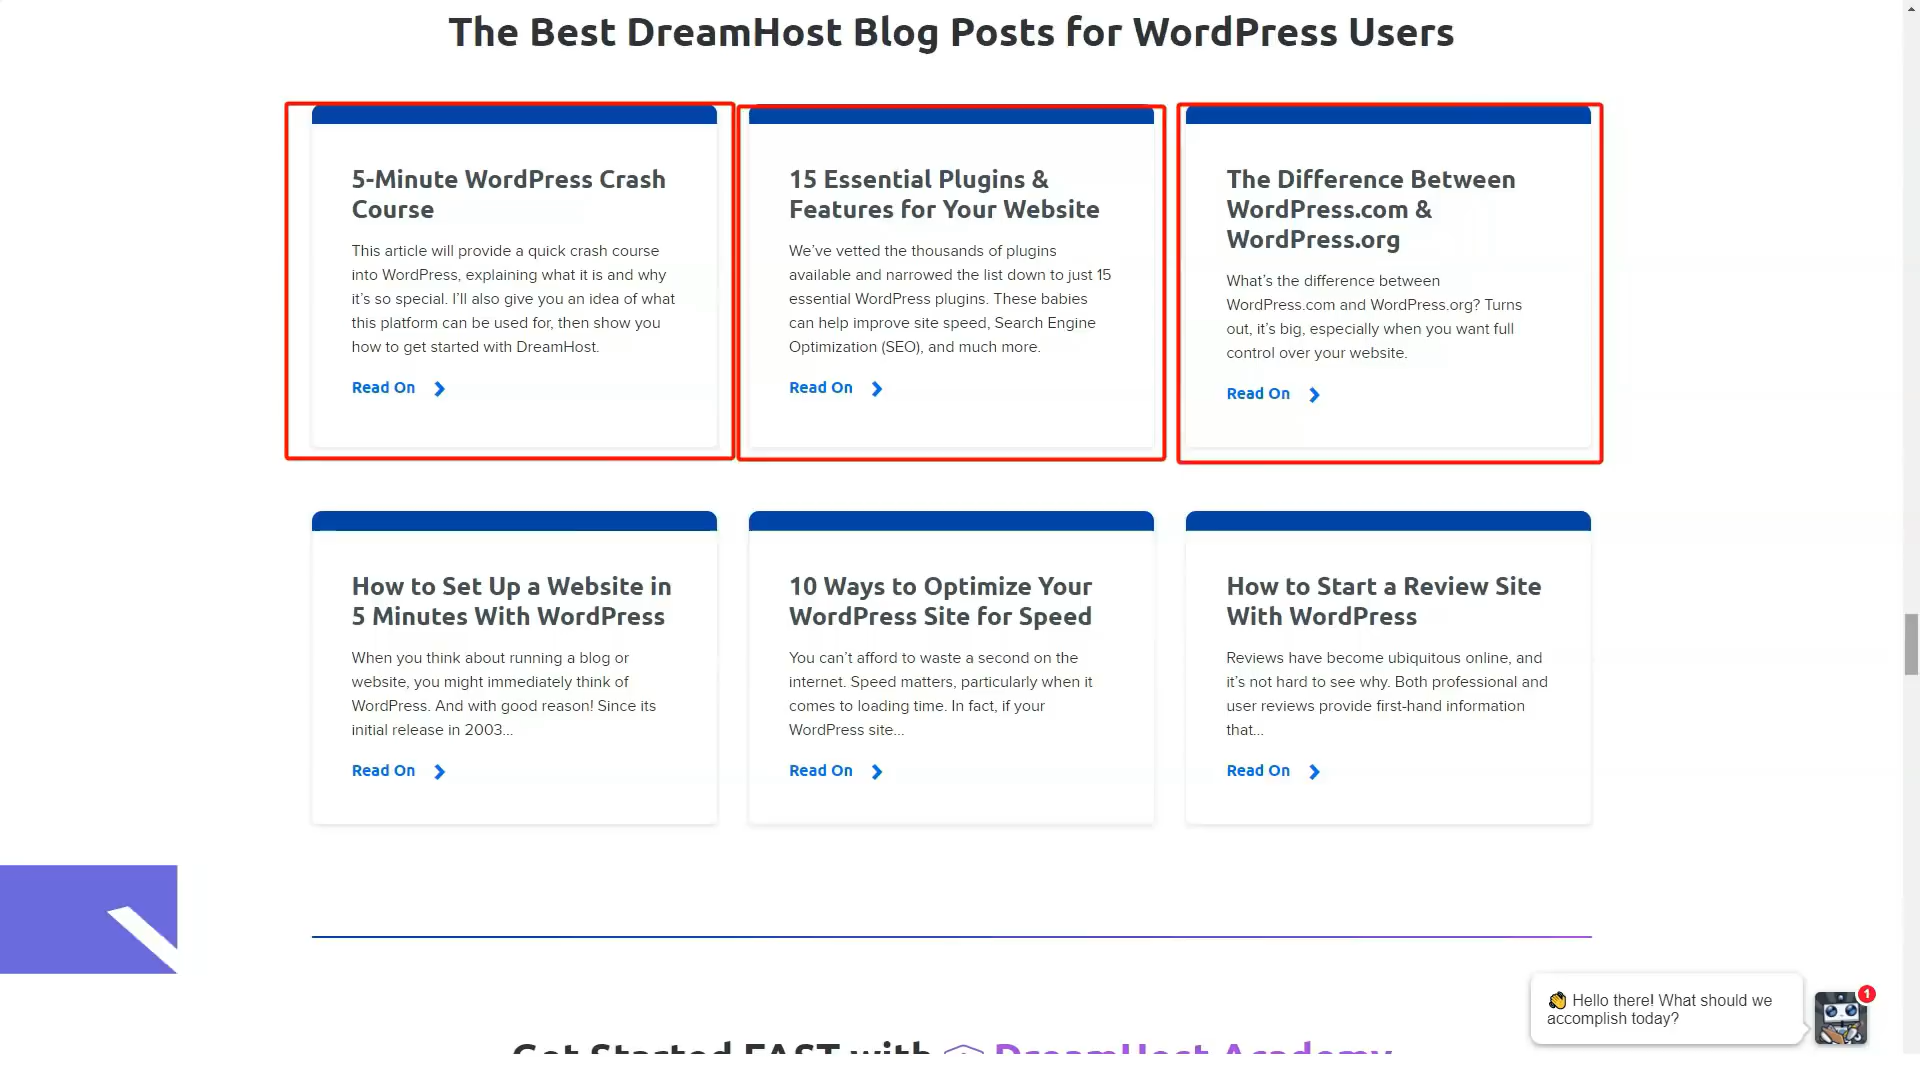 The Best DreamHost Blog Posts for WordPress Users
5-Minute WordPress Crash
Course
This article will provide a quick crash course
into WordPress, explaining what it is and why
it’s so special. I’ll also give you an idea of what
this platform can be used for, then show you
how to get started with DreamHost.
Read On
15 Essential Plugins &
Features for Your Website
We’ve vetted the thousands of plugins
available and narrowed the list down to just 15
essential WordPress plugins. These babies
can help improve site speed, Search Engine
Optimization (SEO), and much more.
Read On
The Difference Between
WordPress.com &
WordPress.org
What’s the difference between
WordPress.com and WordPress.org? Turns
out, it’s big, especially when you want full
control over your website.
Read On
How to Set Up a Website in
5 Minutes With WordPress
When you think about running a blog or
website, you might immediately think of
WordPress. And with good reason! Since its
initial release in 2003...
Read On
10 Ways to Optimize Your
WordPress Site for Speed
You can’t afford to waste a second on the
internet. Speed matters, particularly when it
comes to loading time. In fact, if your
WordPress site...
Read On
How to Start a Review Site
With WordPress
Reviews have become ubiquitous online, and
it’s not hard to see why. Both professional and
user reviews provide first-hand information
that...
Read On
👋 Hello there! What should we
accomplish today?
1
Get Started FAST with DreamHost Academy